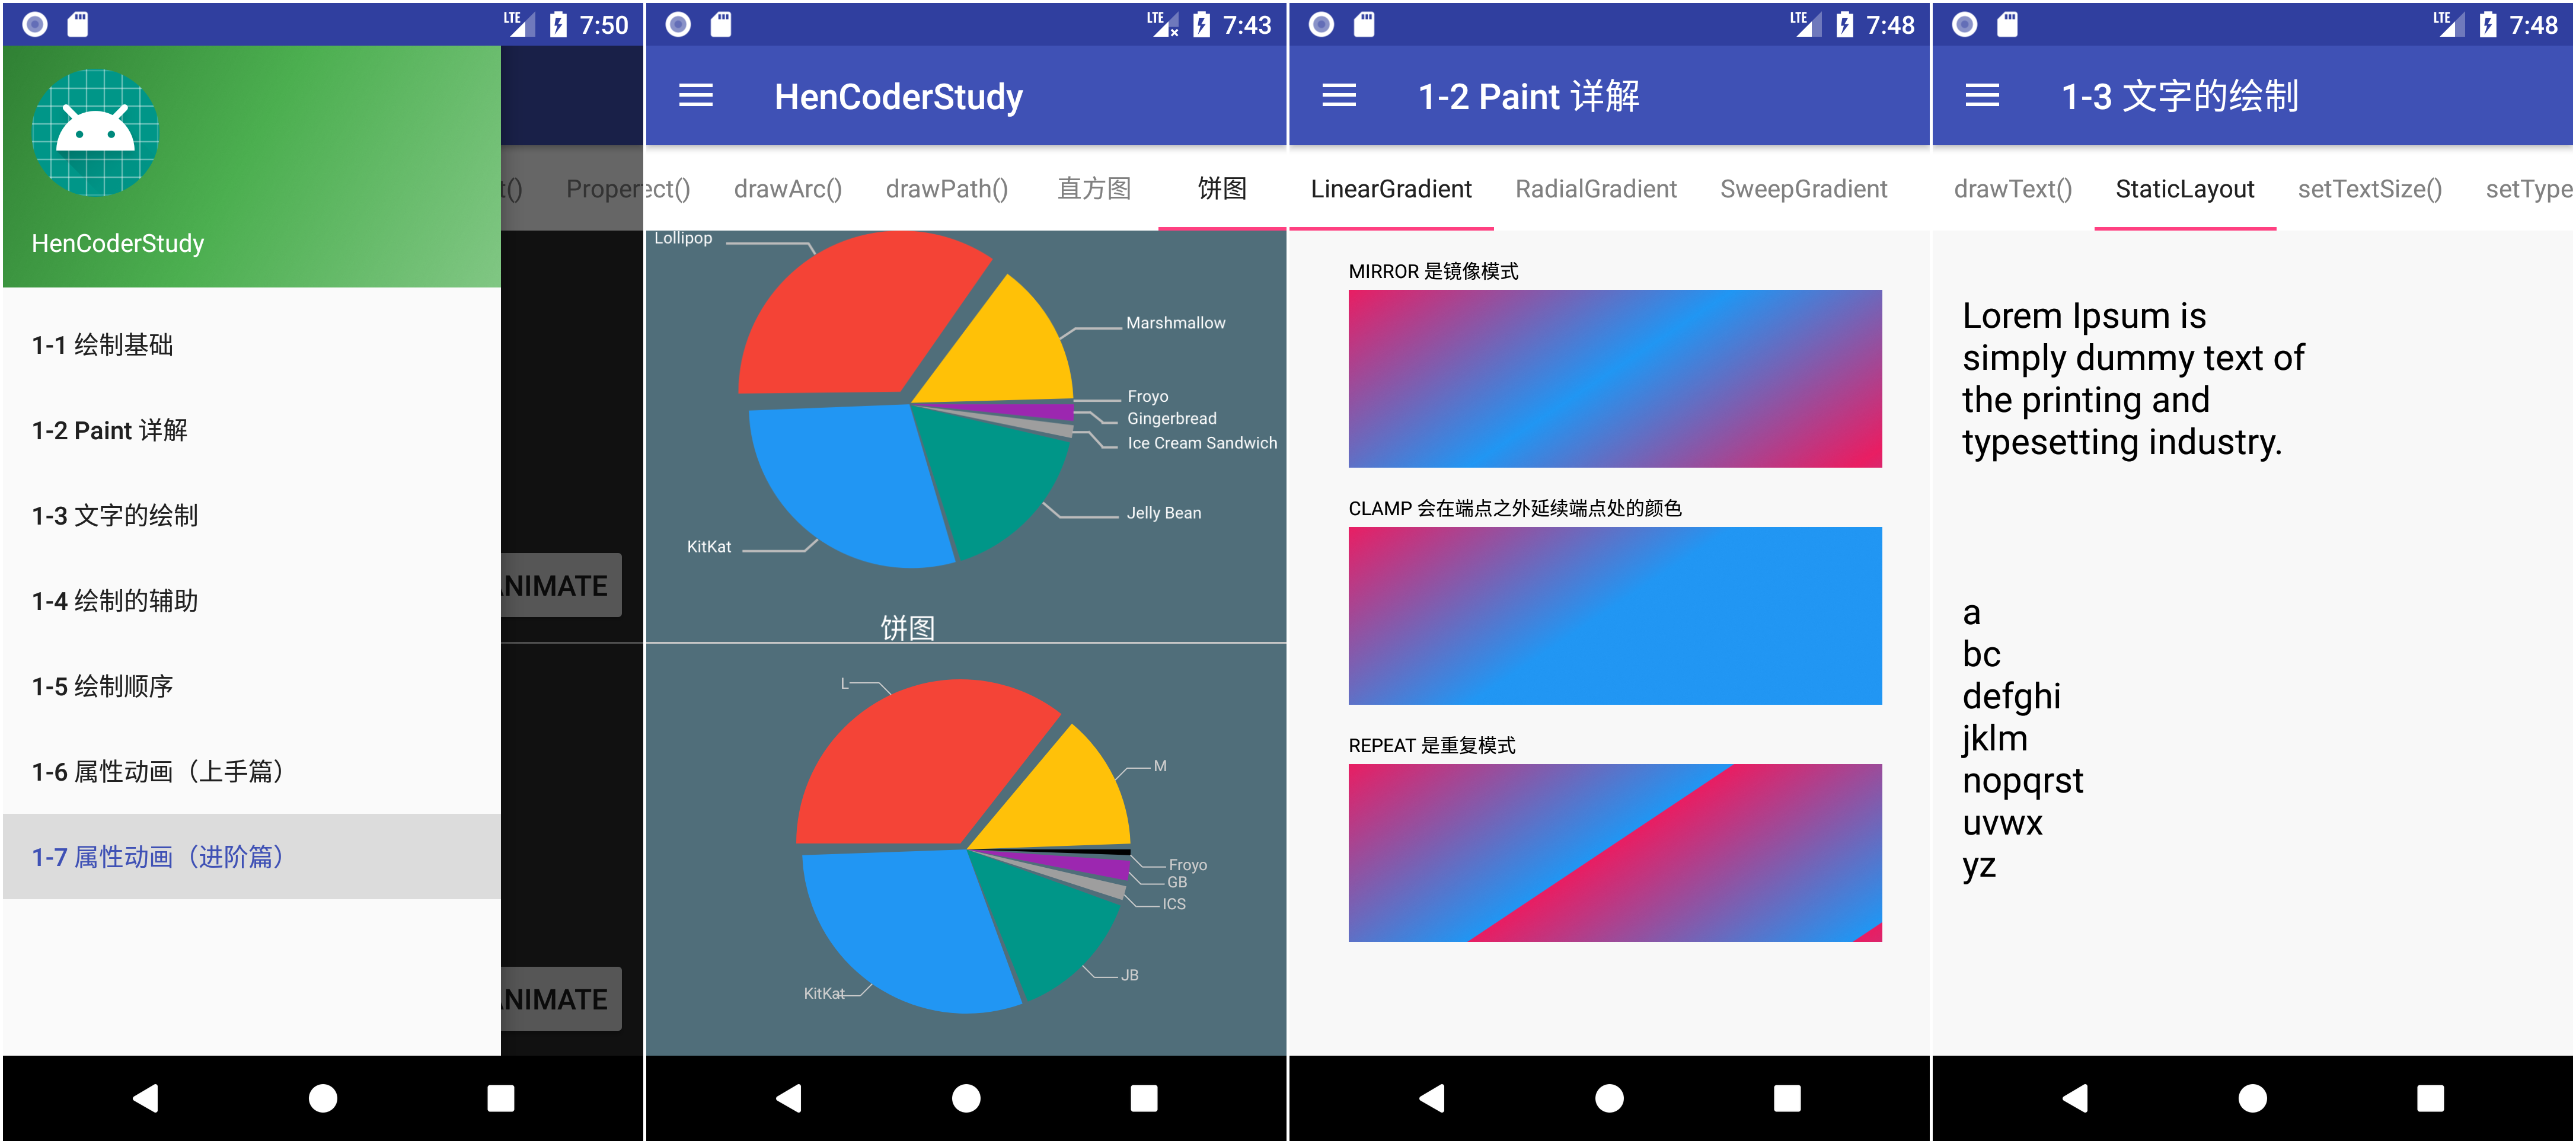 LTE 7:50
HenCoderStudy
1-1 绘制基础
1-2 Paint 详解
1-3 文字的绘制
1-4 绘制的辅助
1-5 绘制顺序
1-6 属性动画（上手篇）
1-7 属性动画（进阶篇）
t() Proper
ANIMATE
ANIMATE
LTE 7:43
HenCoderStudy
ect() drawArc() drawPath() 直方图 饼图
Lollipop
Marshmallow
Froyo
Gingerbread
Ice Cream Sandwich
Jelly Bean
KitKat
饼图
L
M
Froyo
GB
ICS
JB
KitKat
LTE 7:48
1-2 Paint 详解
LinearGradient RadialGradient SweepGradient
MIRROR 是镜像模式
CLAMP 会在端点之外延续端点处的颜色
REPEAT 是重复模式
LTE 7:48
1-3 文字的绘制
drawText() StaticLayout setTextSize() setType
Lorem Ipsum is
simply dummy text of
the printing and
typesetting industry.
a
bc
defghi
jklm
nopqrst
uvwx
yz